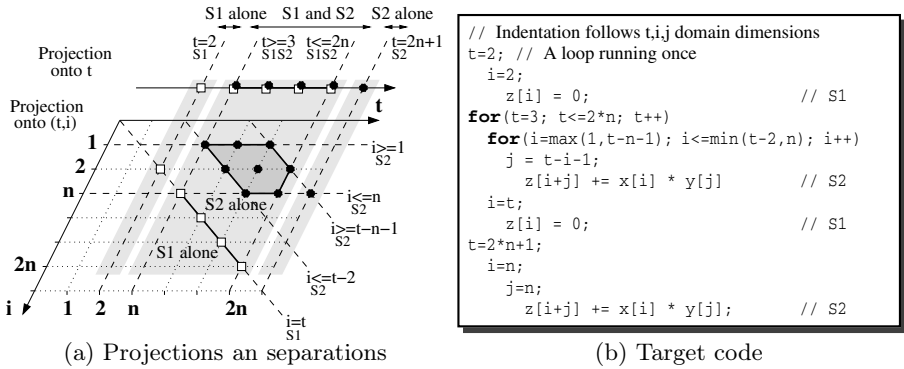 S1 alone S1 and S2 S2 alone
t=2 t>=3 t<=2n t=2n+1
S1 S1S2 S1S2 S2
Projection
onto t
t
Projection
onto (t,i)
1
i>=1
S2
2
n
i<=n
S2
S2 alone
i>=t−n−1
S2
S1 alone
2n
i<=t−2
S2
i 1 2 n 2n
i=t
S1
(a) Projections an separations
// Indentation follows t,i,j domain dimensions
t=2; // A loop running once
i=2;
z[i] = 0; // S1
for(t=3; t<=2*n; t++)
for(i=max(1,t-n-1); i<=min(t-2,n); i++)
j = t-i-1;
z[i+j] += x[i] * y[j] // S2
i=t;
z[i] = 0; // S1
t=2*n+1;
i=n;
j=n;
z[i+j] += x[i] * y[j]; // S2
(b) Target code